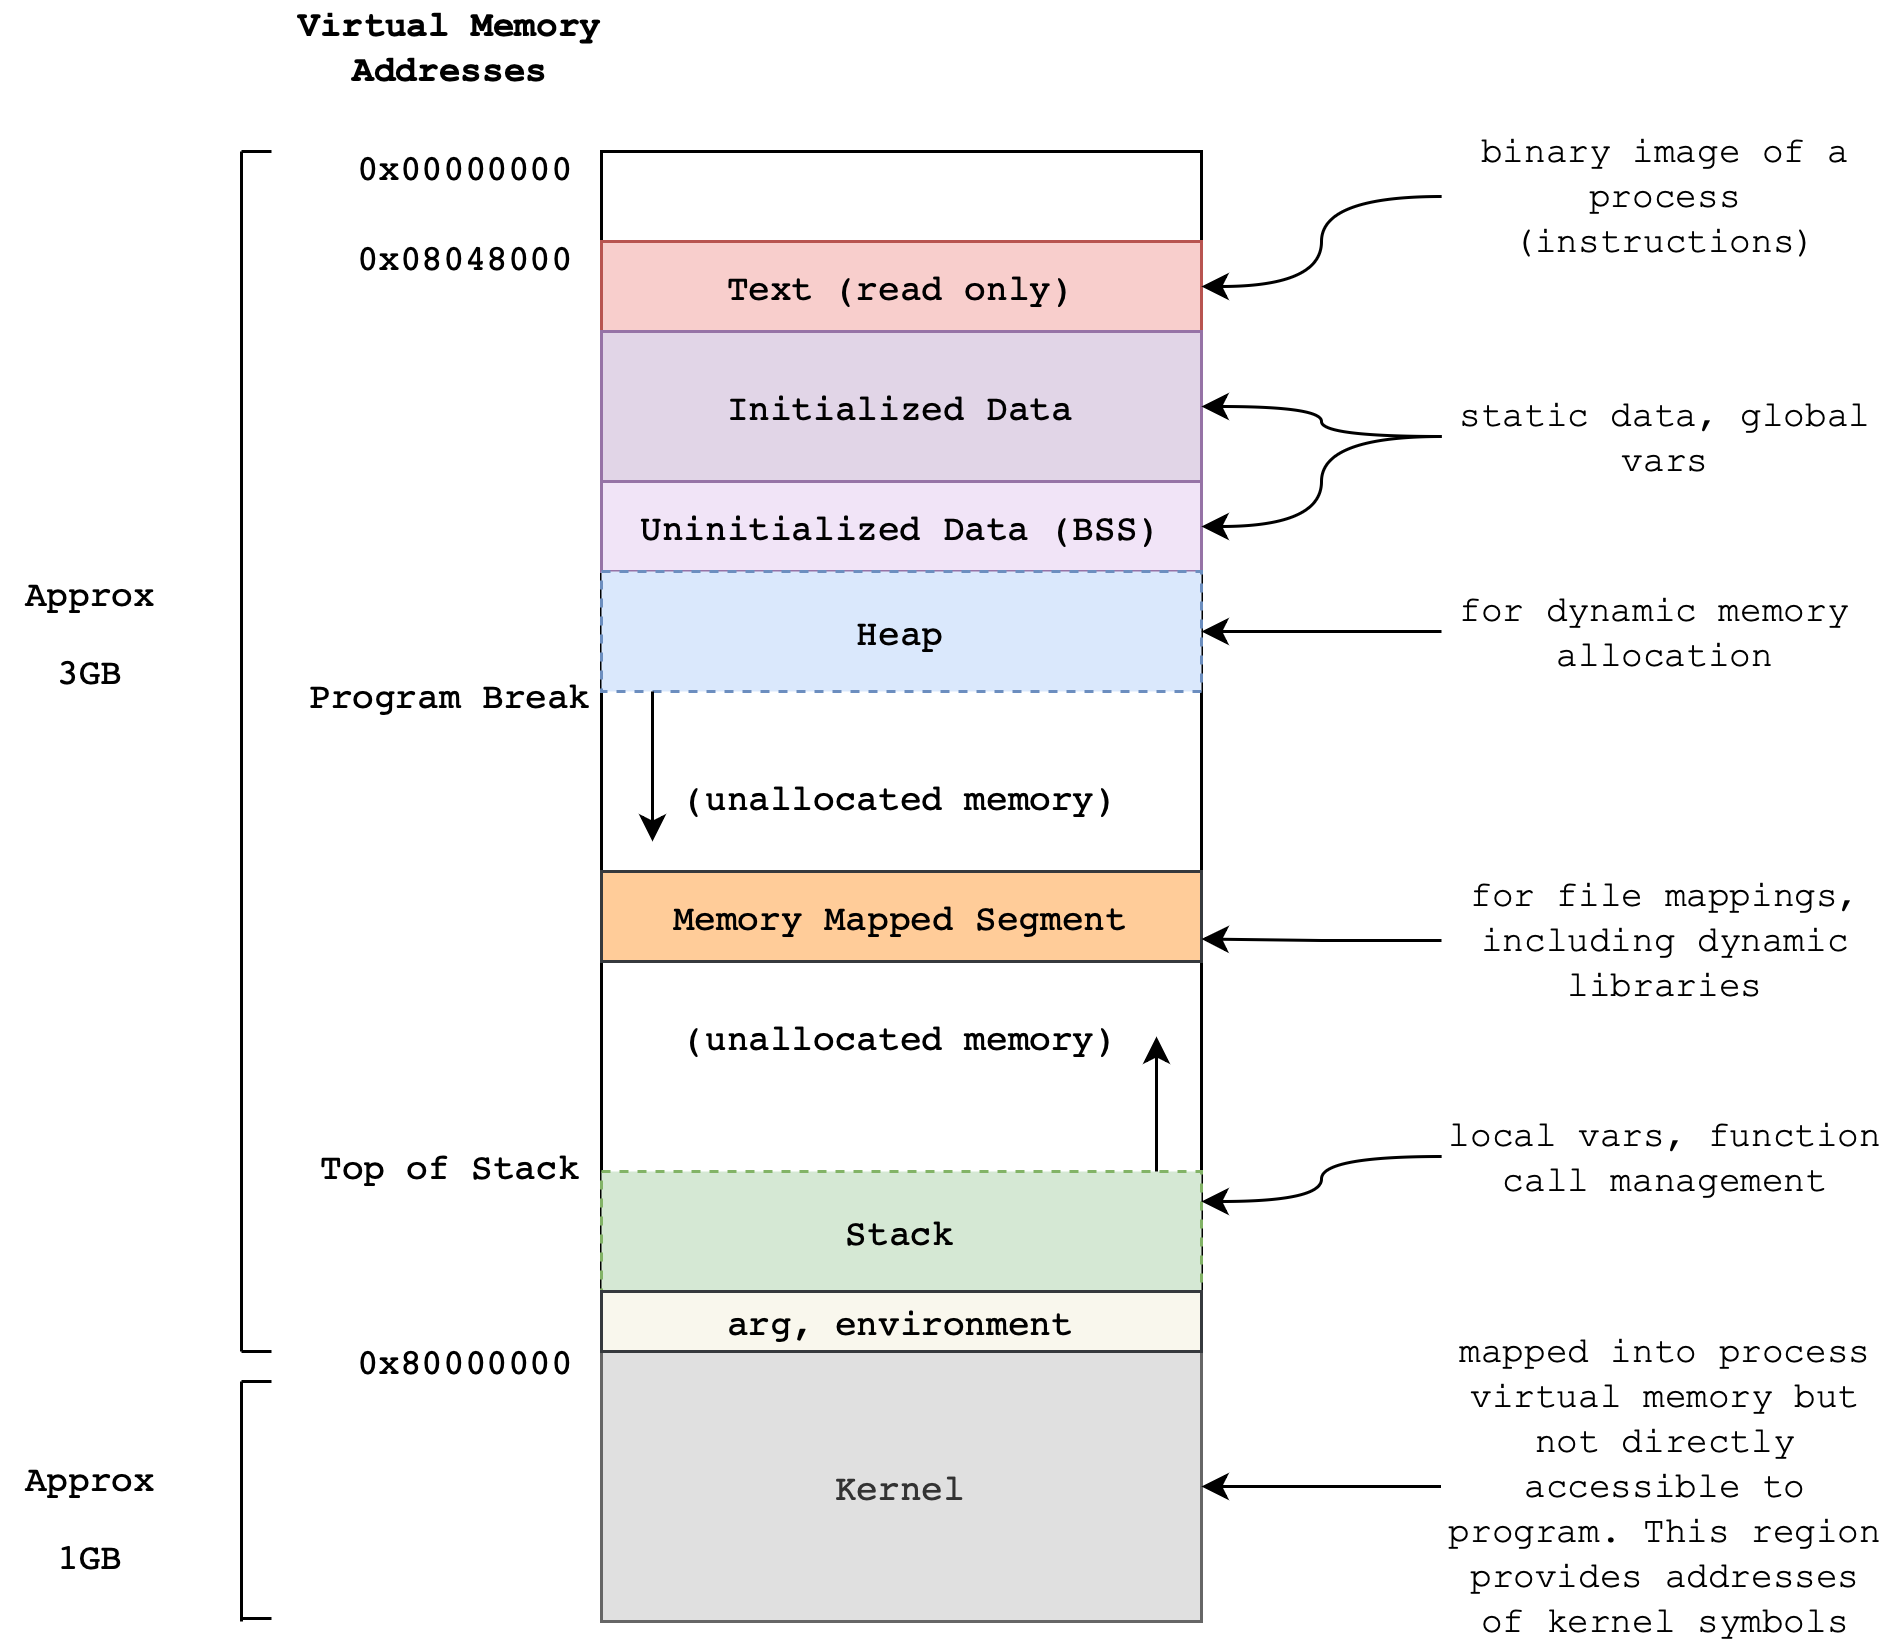 Virtual Memory
Addresses
0x00000000
binary image of a
process
(instructions)
0x08048000
Text (read only)
Initialized Data
static data, global
vars
Uninitialized Data (BSS)
Approx
3GB
Heap
for dynamic memory
allocation
Program Break
(unallocated memory)
Memory Mapped Segment
for file mappings,
including dynamic
libraries
(unallocated memory)
Top of Stack
local vars, function
call management
Stack
arg, environment
0x80000000
Approx
1GB
Kernel
mapped into process
virtual memory but
not directly
accessible to
program. This region
provides addresses
of kernel symbols